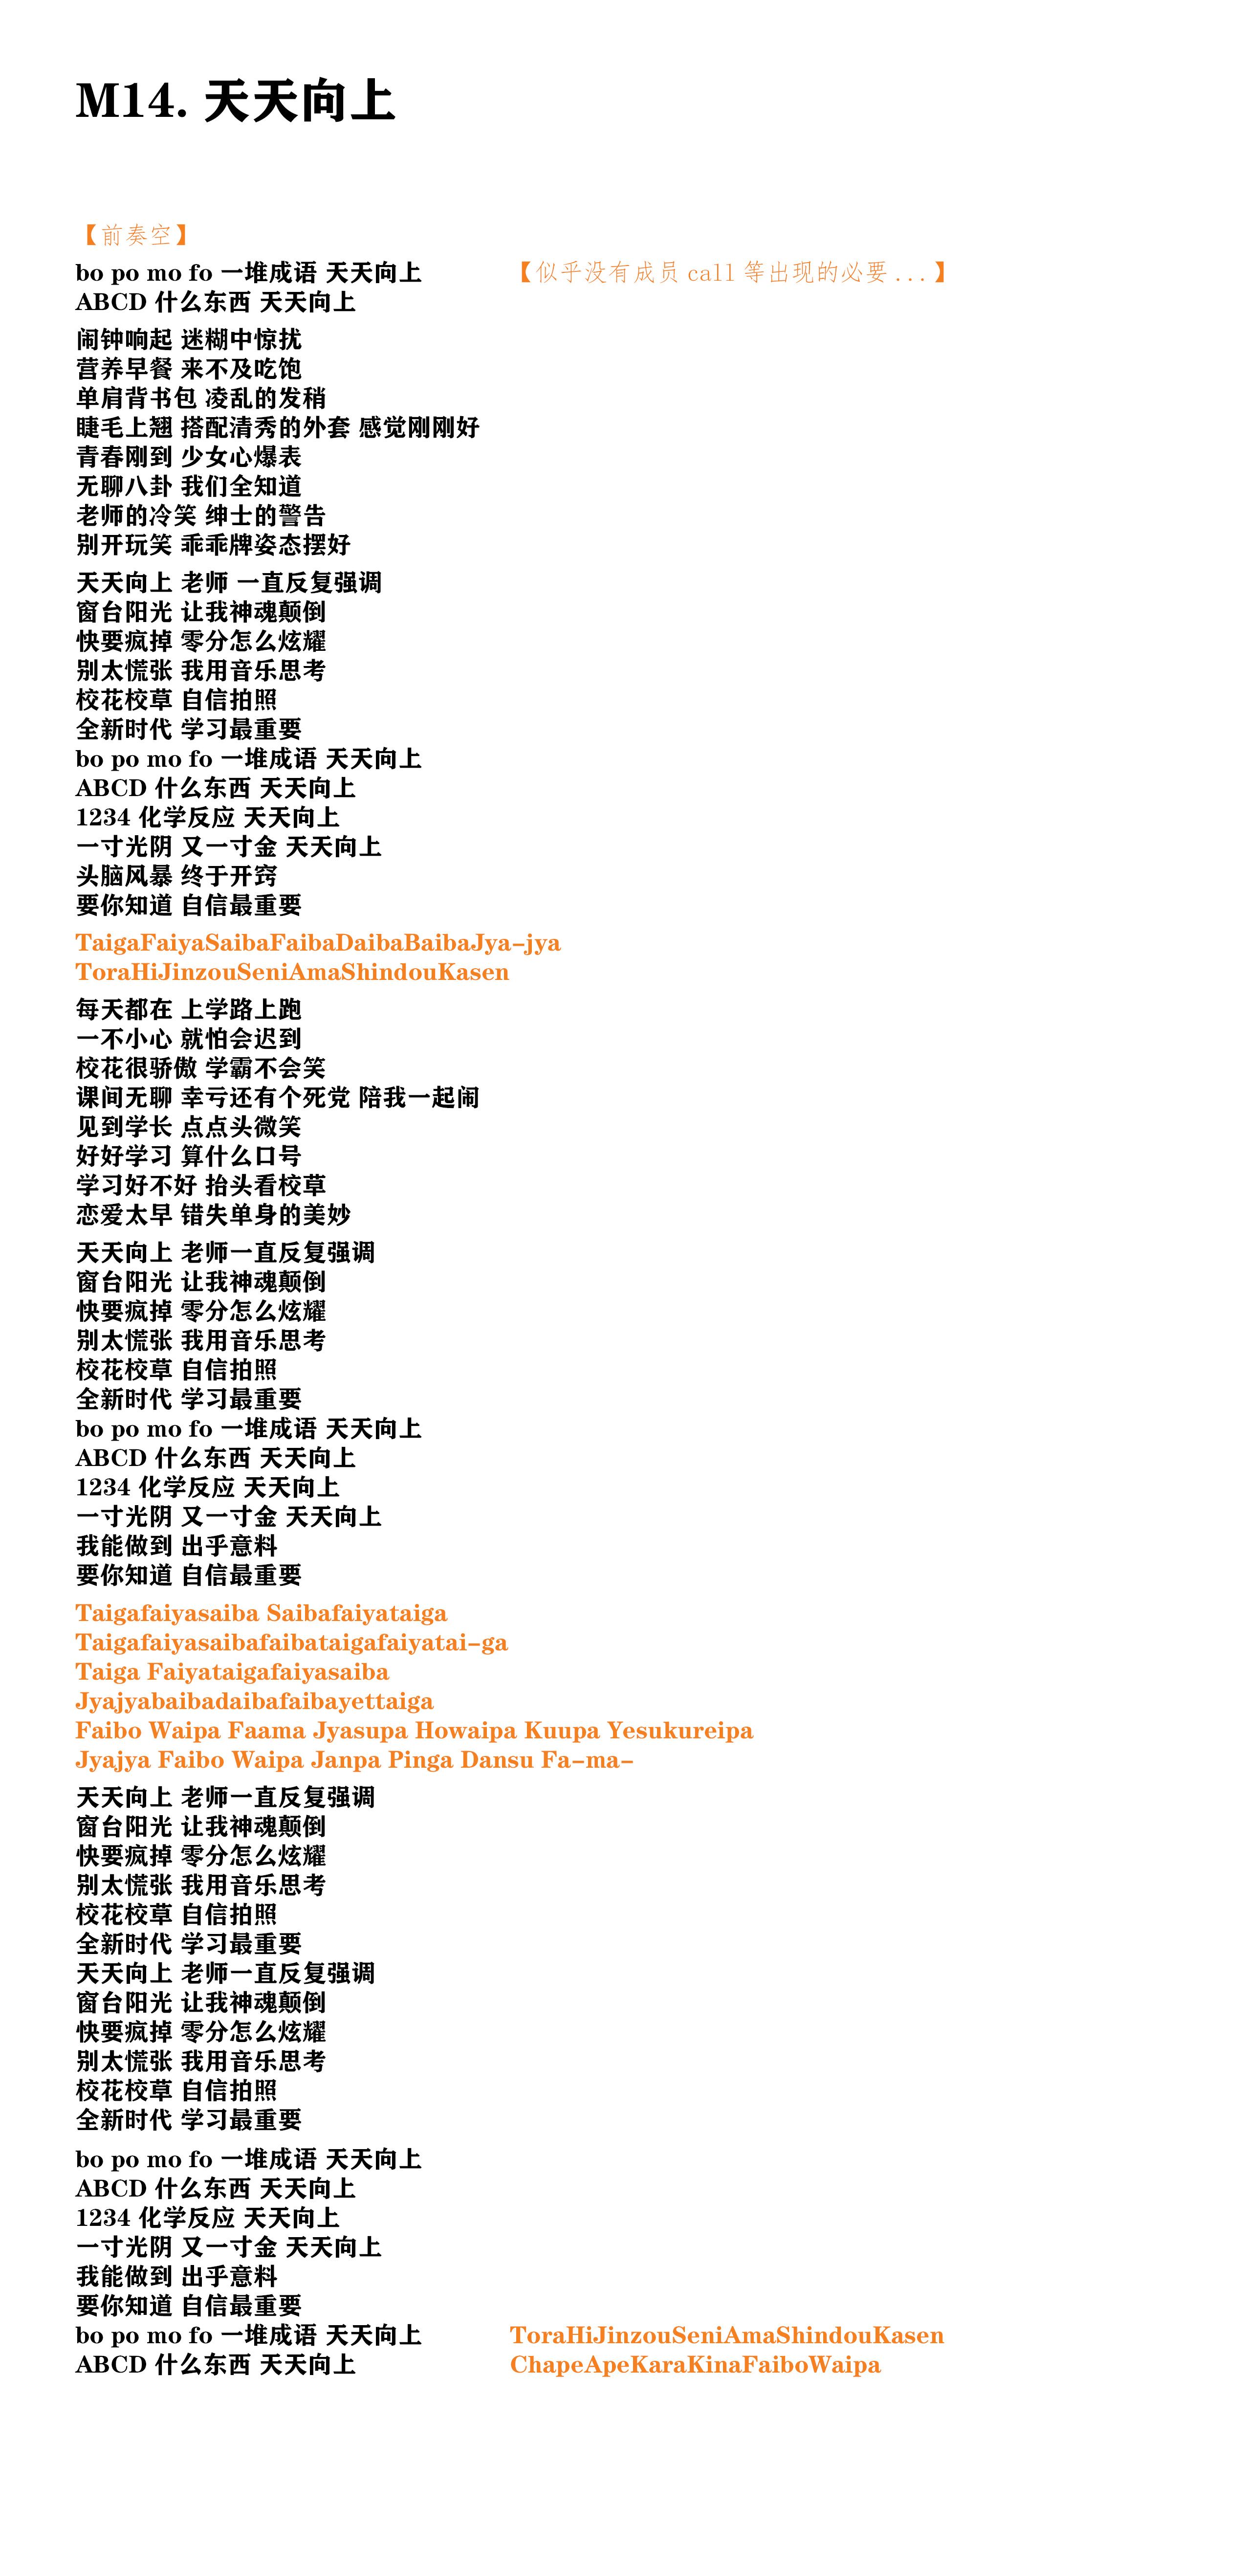 M14. 天天向上
【前奏空】
bo po mo fo 一堆成语 天天向上 【似乎没有成员 call 等出现的必要 . . . 】
ABCD 什么东西 天天向上
闹钟响起 迷糊中惊扰
营养早餐 来不及吃饱
单肩背书包 凌乱的发稍
睫毛上翘 搭配清秀的外套 感觉刚刚好
青春刚到 少女心爆表
无聊八卦 我们全知道
老师的冷笑 绅士的警告
别开玩笑 乖乖牌姿态摆好
天天向上 老师 一直反复强调
窗台阳光 让我神魂颠倒
快要疯掉 零分怎么炫耀
别太慌张 我用音乐思考
校花校草 自信拍照
全新时代 学习最重要
bo po mo fo 一堆成语 天天向上
ABCD 什么东西 天天向上
1234 化学反应 天天向上
一寸光阴 又一寸金 天天向上
头脑风暴 终于开窍
要你知道 自信最重要
TaigaFaiyaSaibaFaibaDaibaBaibaJya-jya
ToraHiJinzouSeniAmaShindouKasen
每天都在 上学路上跑
一不小心 就怕会迟到
校花很骄傲 学霸不会笑
课间无聊 幸亏还有个死党 陪我一起闹
见到学长 点点头微笑
好好学习 算什么口号
学习好不好 抬头看校草
恋爱太早 错失单身的美妙
天天向上 老师一直反复强调
窗台阳光 让我神魂颠倒
快要疯掉 零分怎么炫耀
别太慌张 我用音乐思考
校花校草 自信拍照
全新时代 学习最重要
bo po mo fo 一堆成语 天天向上
ABCD 什么东西 天天向上
1234 化学反应 天天向上
一寸光阴 又一寸金 天天向上
我能做到 出乎意料
要你知道 自信最重要
Taigafaiyasaiba Saibafaiyataiga
Taigafaiyasaibafaibataigafaiyatai-ga
Taiga Faiyataigafaiyasaiba
Jyajyabaibadaibafaibayettaiga
Faibo Waipa Faama Jyasupa Howaipa Kuupa Yesukureipa
Jyajya Faibo Waipa Janpa Pinga Dansu Fa-ma-
天天向上 老师一直反复强调
窗台阳光 让我神魂颠倒
快要疯掉 零分怎么炫耀
别太慌张 我用音乐思考
校花校草 自信拍照
全新时代 学习最重要
天天向上 老师一直反复强调
窗台阳光 让我神魂颠倒
快要疯掉 零分怎么炫耀
别太慌张 我用音乐思考
校花校草 自信拍照
全新时代 学习最重要
bo po mo fo 一堆成语 天天向上
ABCD 什么东西 天天向上
1234 化学反应 天天向上
一寸光阴 又一寸金 天天向上
我能做到 出乎意料
要你知道 自信最重要
bo po mo fo 一堆成语 天天向上 ToraHiJinzouSeniAmaShindouKasen
ABCD 什么东西 天天向上 ChapeApeKaraKinaFaiboWaipa